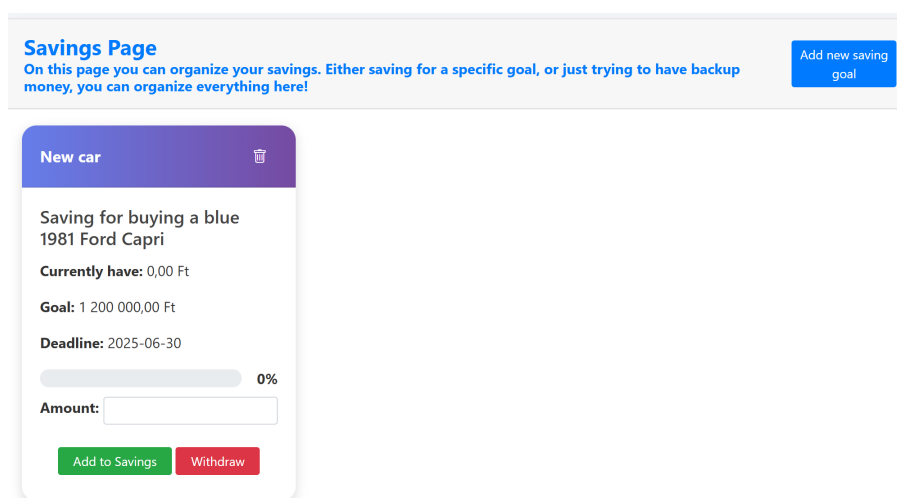 Savings Page
On this page you can organize your savings. Either saving for a specific goal, or just trying to have backup
money, you can organize everything here!
Add new saving
goal
New car
Saving for buying a blue
1981 Ford Capri
Currently have: 0,00 Ft
Goal: 1 200 000,00 Ft
Deadline: 2025-06-30
0%
Amount:
Add to Savings
Withdraw